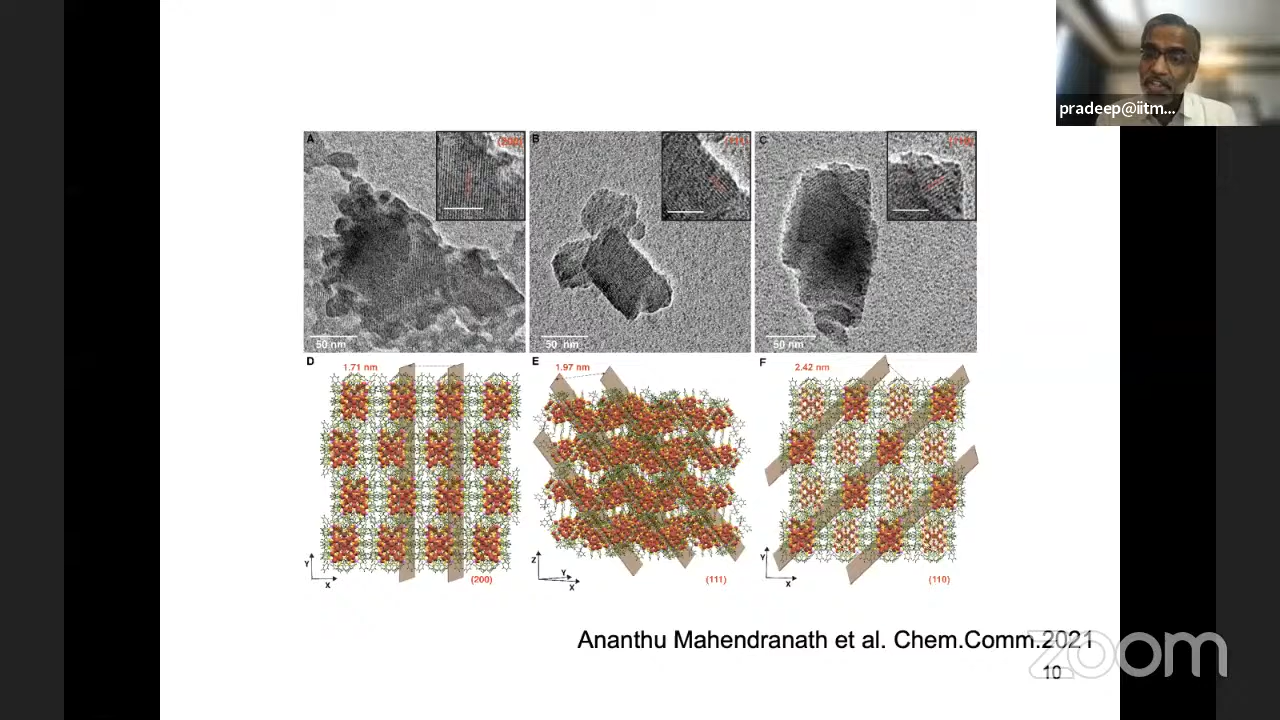 pradeep@iitm...
A
B
C
50 nm
50 nm
50 nm
D
1.71 nm
E
1.97 nm
F
2.42 nm
Y
X
(200)
Z
Y
X
(111)
Y
X
(110)
Ananthu Mahendranath et al. Chem.Comm.2021
10
zoom